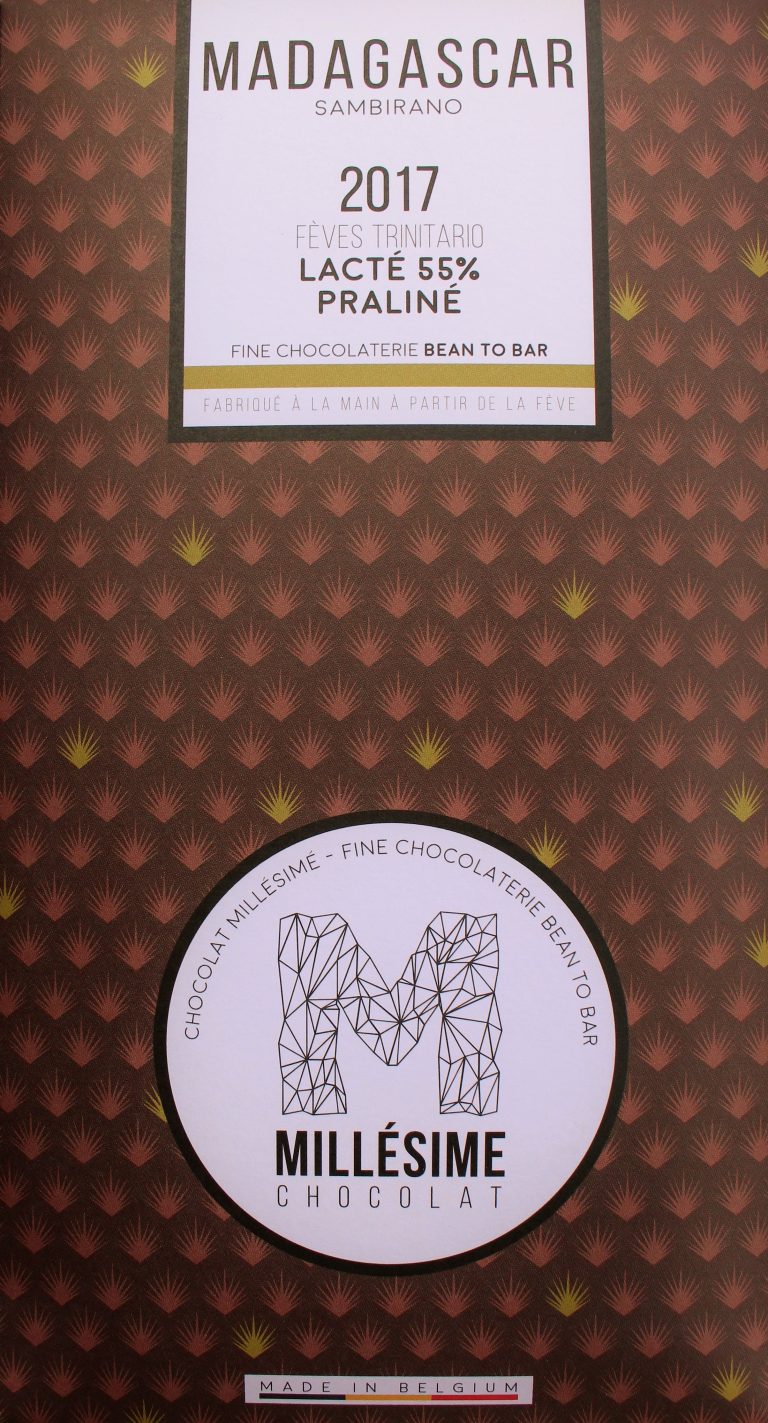 MADAGASCAR
SAMBIRANO
2017
FÈVES TRINITARIO
LACTÉ 55%
PRALINÉ
FINE CHOCOLATERIE BEAN TO BAR
FABRIQUÉ À LA MAIN À PARTIR DE LA FÈVE
CHOCOLAT MILLÉSIMÉ - FINE CHOCOLATERIE BEAN TO BAR
M
MILLÉSIME
CHOCOLAT
MADE IN BELGIUM